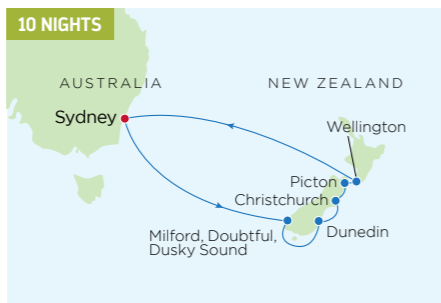 10 NIGHTS
AUSTRALIA
NEW ZEALAND
Sydney
Wellington
Picton
Christchurch
Milford, Doubtful,
Dusky Sound
Dunedin